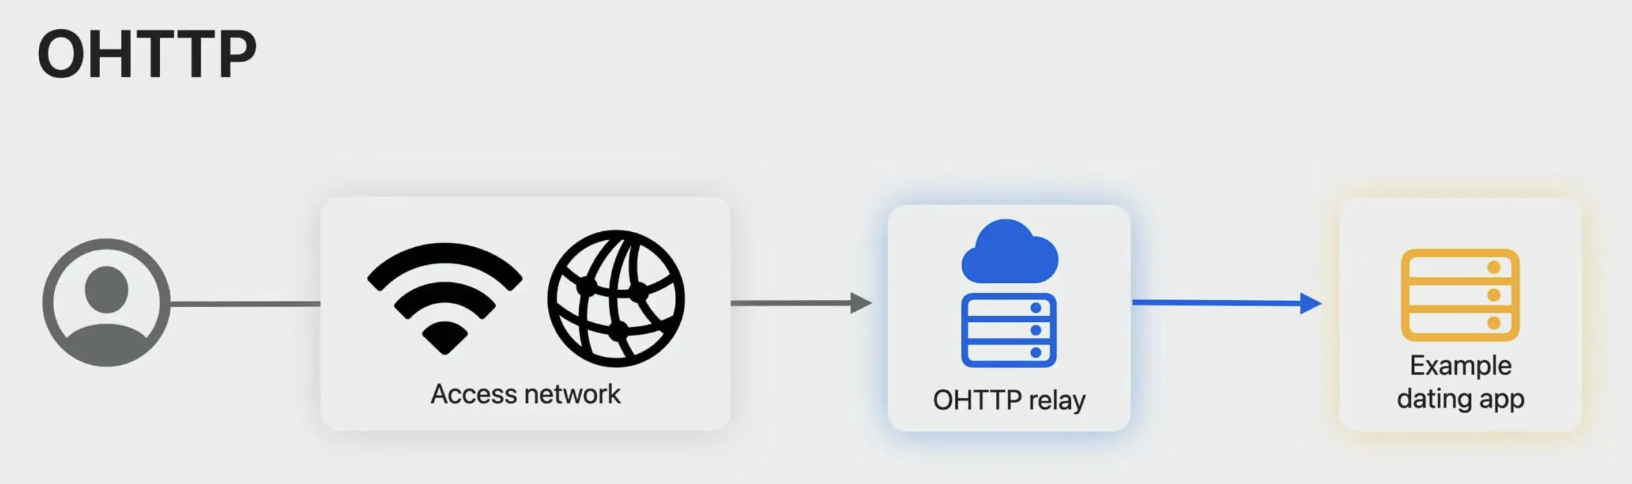 OHTTP
Access network
OHTTP relay
Example
dating app